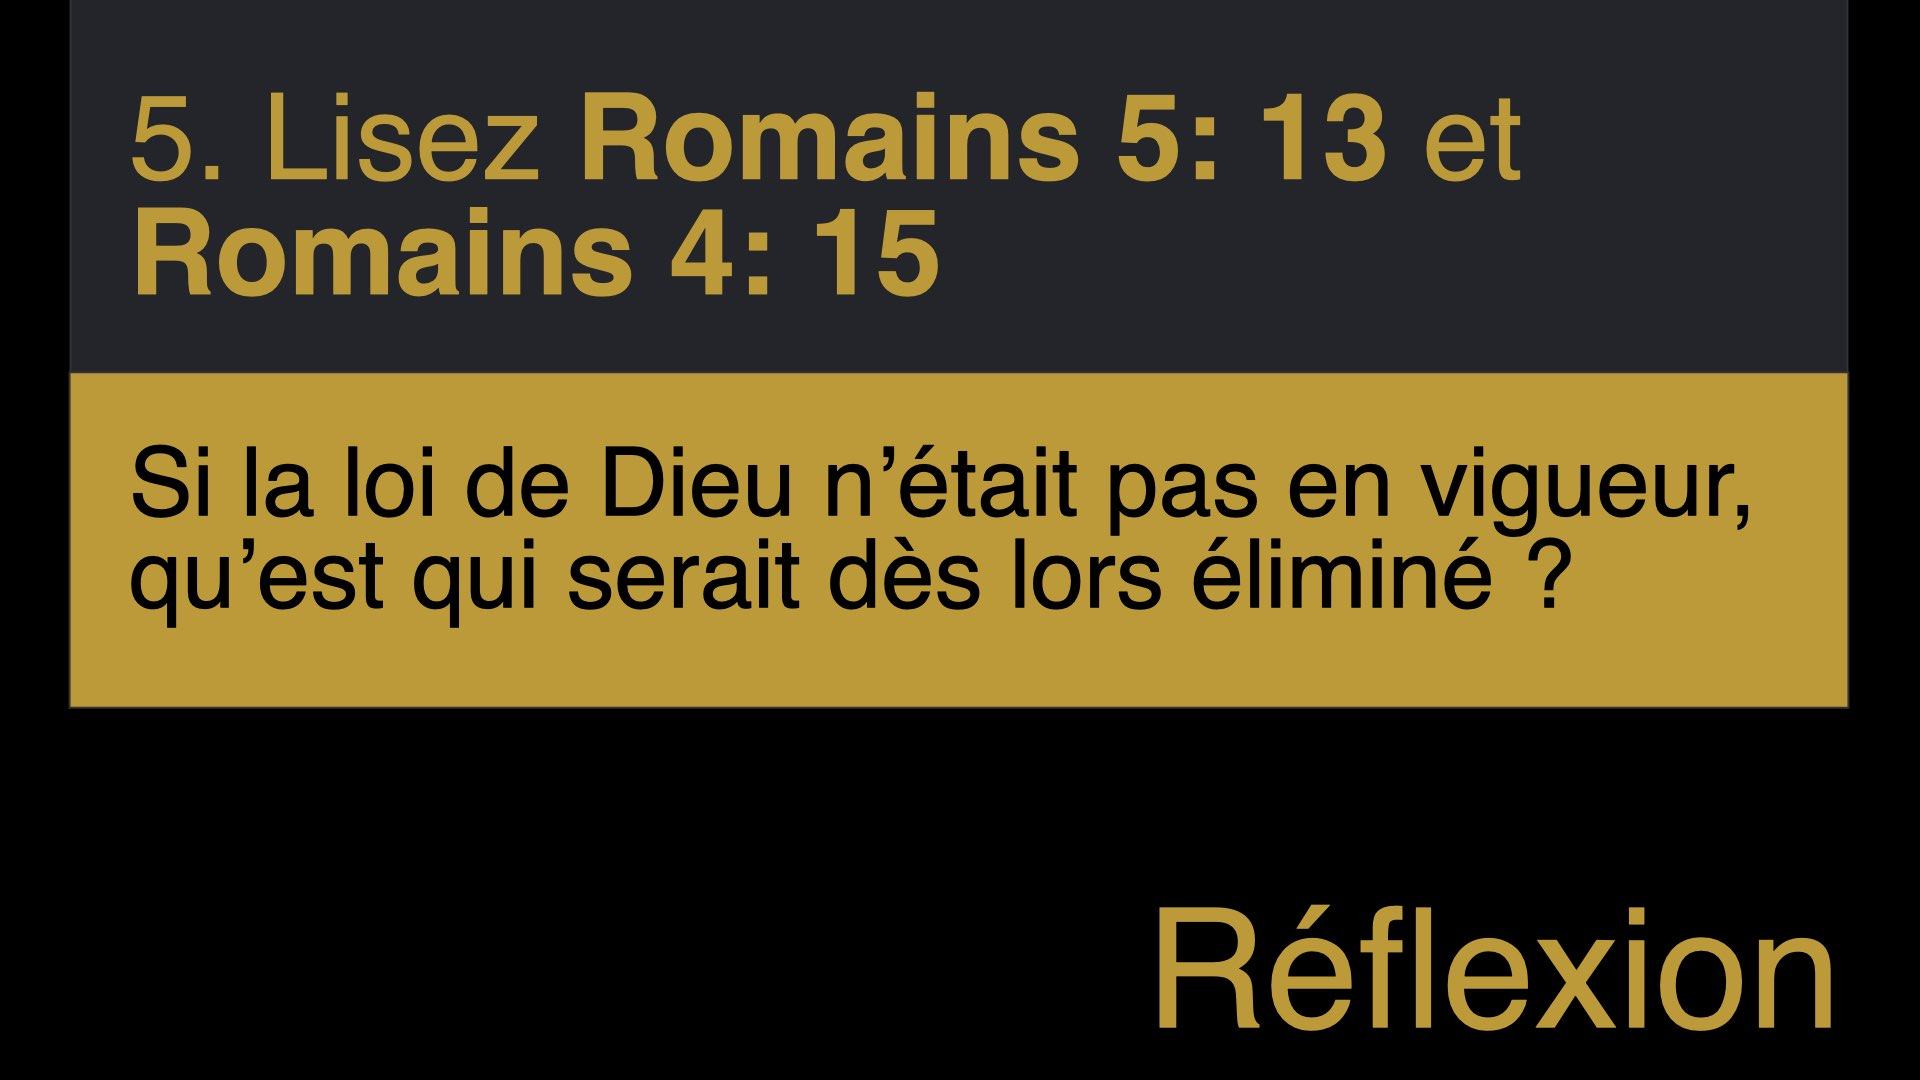 5. Lisez Romains 5: 13 et
Romains 4: 15
Si la loi de Dieu n’était pas en vigueur,
qu’est qui serait dès lors éliminé ?
Réflexion